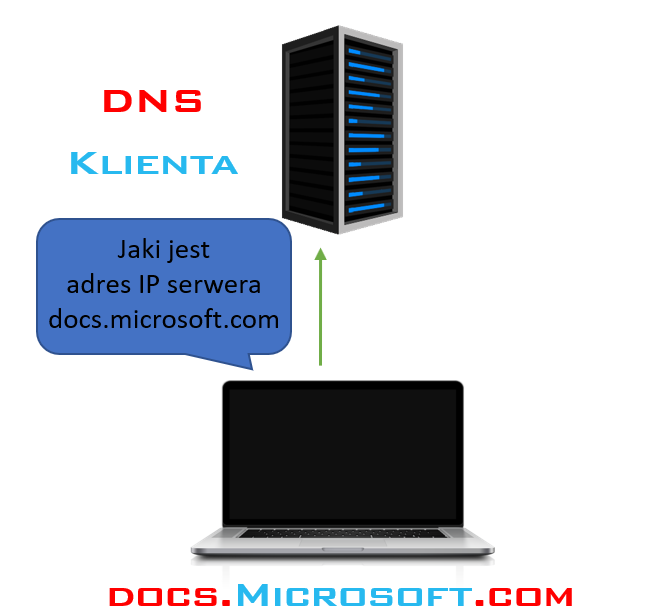 DNS
Klienta
Jaki jest
adres IP serwera
docs.microsoft.com
docs.Microsoft.com